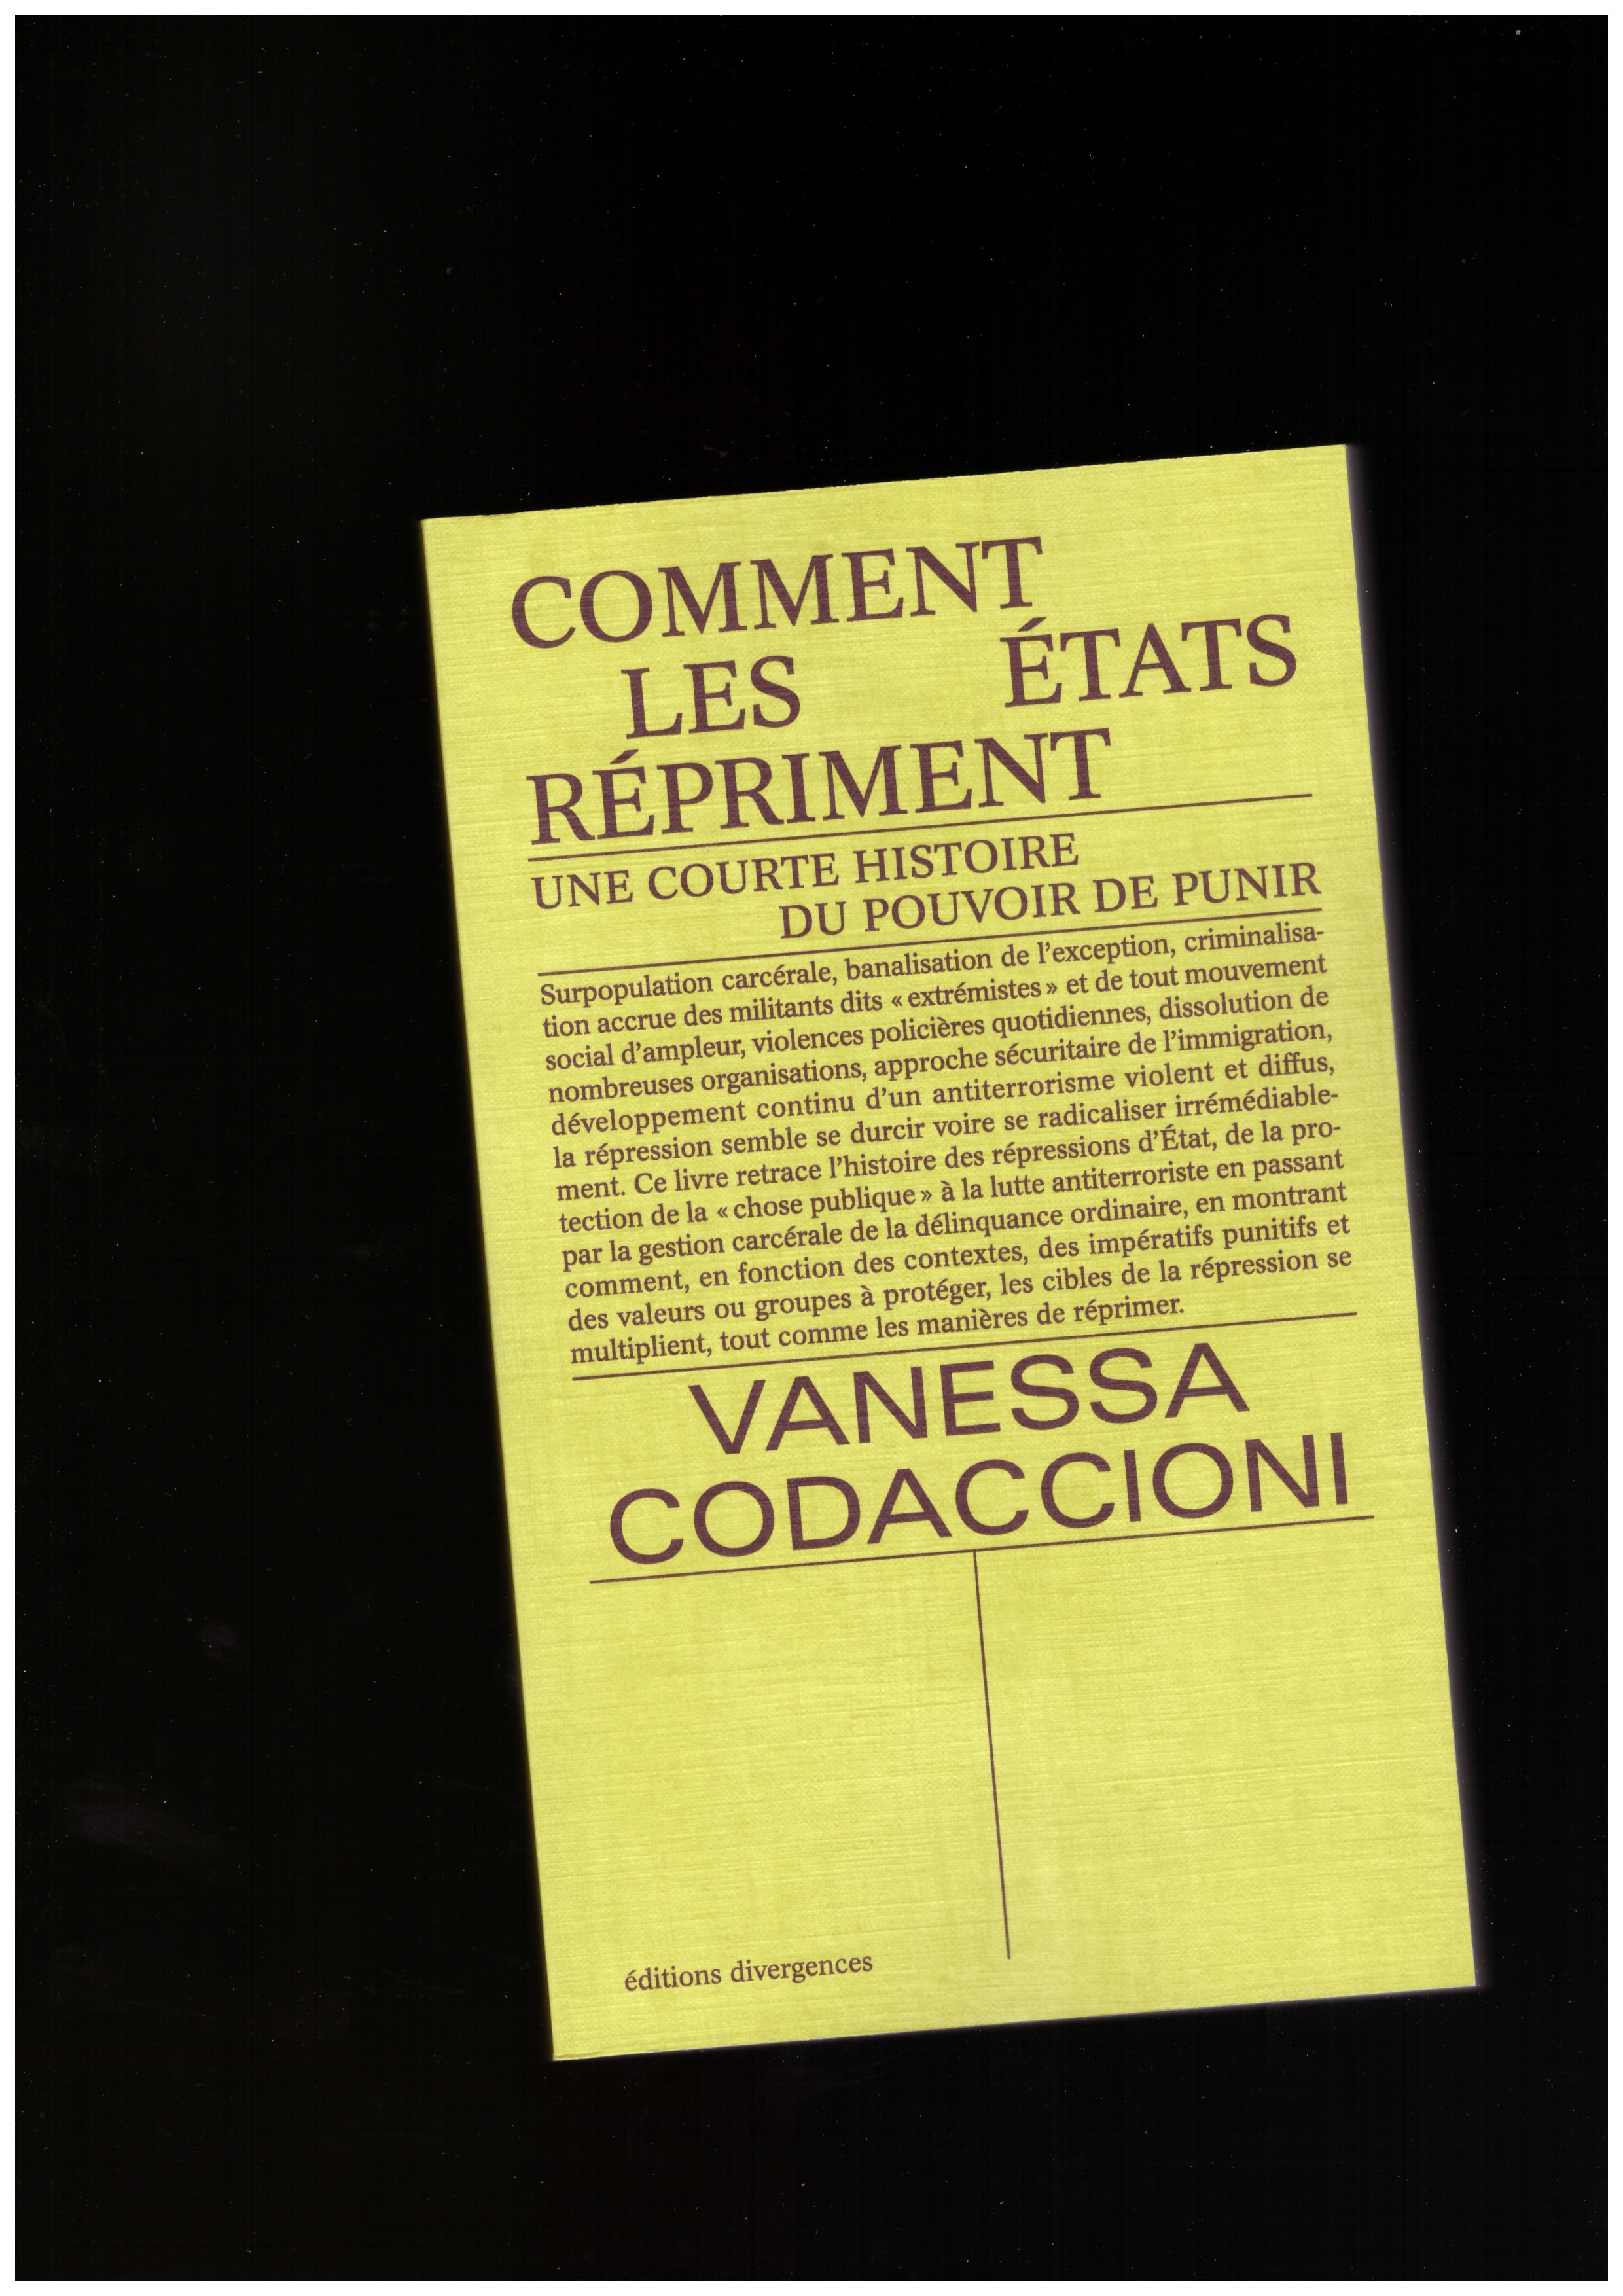 COMMENT
LES ÉTATS
RÉPRIMENT
UNE COURTE HISTOIRE
DU POUVOIR DE PUNIR
Surpopulation carcérale, banalisation de l'exception, criminalisa-
tion accrue des militants dits « extrémistes » et de tout mouvement
social d'ampleur, violences policières quotidiennes, dissolution de
nombreuses organisations, approche sécuritaire de l'immigration,
développement continu d'un antiterrorisme violent et diffus,
la répression semble se durcir voire se radicaliser irrémédiable-
ment. Ce livre retrace l'histoire des répressions d'État, de la pro-
tection de la « chose publique » à la lutte antiterroriste en passant
par la gestion carcérale de la délinquance ordinaire, en montrant
comment, en fonction des contextes, des impératifs punitifs et
des valeurs ou groupes à protéger, les cibles de la répression se
multiplient, tout comme les manières de réprimer.
VANESSA
CODACCIONI
éditions divergences